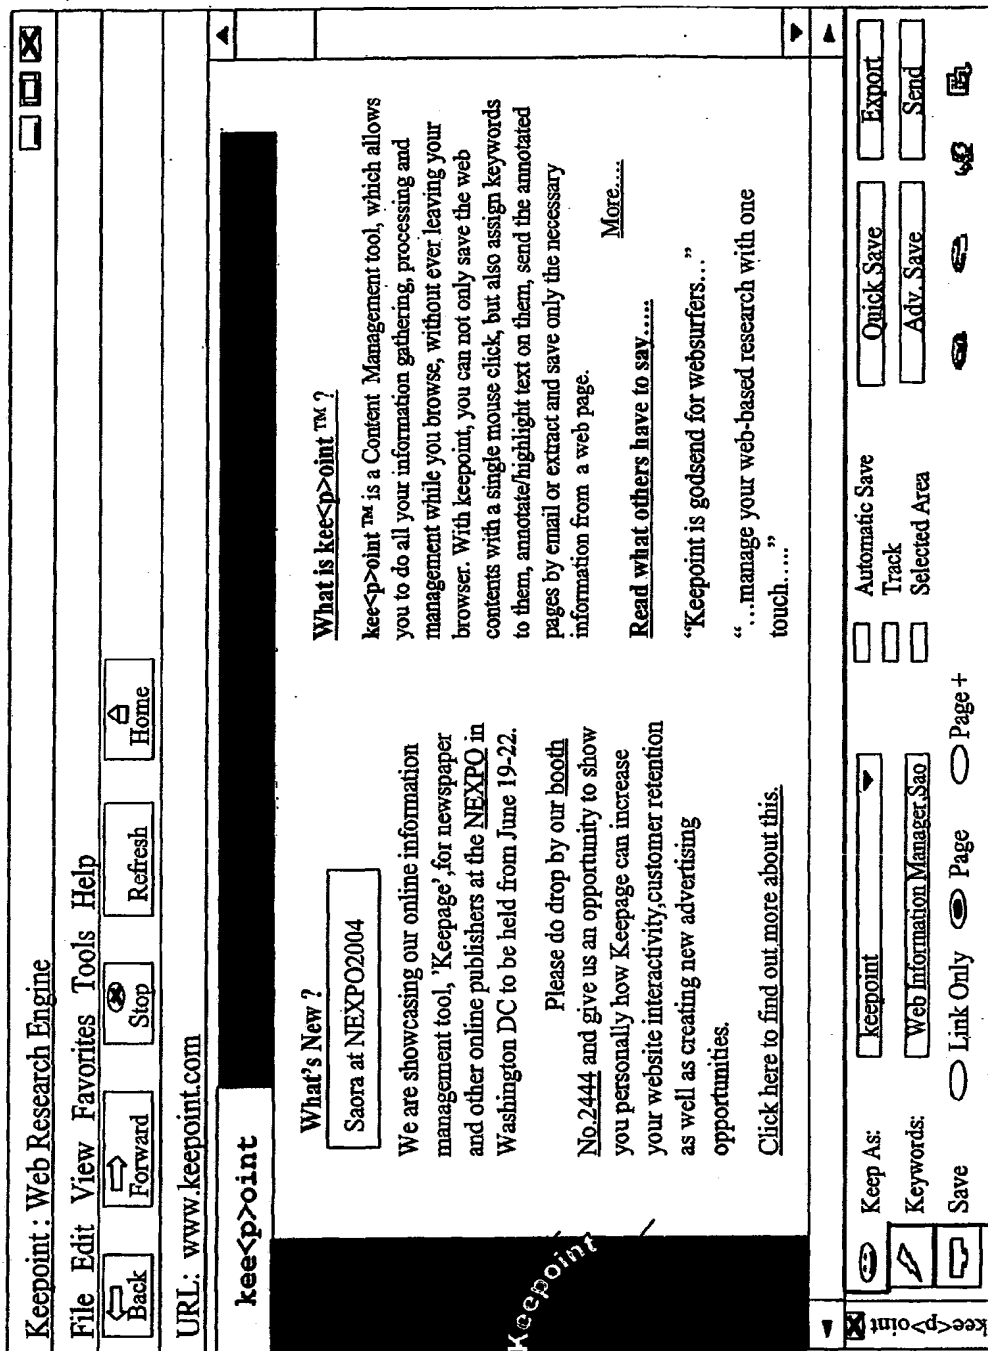 Keepoint : Web Research Engine
File Edit View Favorites Tools Help
Back Forward Stop Refresh Home
URL: www.keepoint.com
kee<p>oint
Keepoint
What's New ?
Saora at NEXPO2004
We are showcasing our online information
management tool, 'Keepage',for newspaper
and other online publishers at the NEXPO in
Washington DC to be held from June 19-22.
Please do drop by our booth
No.2444 and give us an opportunity to show
you personally how Keepage can increase
your website interactivity,customer retention
as well as creating new advertising
opportunities.
Click here to find out more about this.
What is kee<p>oint ™ ?
kee<p>oint ™ is a Content Management tool, which allows
you to do all your information gathering, processing and
management while you browse, without ever leaving your
browser. With keepoint, you can not only save the web
contents with a single mouse click, but also assign keywords
to them, annotate/highlight text on them, send the annotated
pages by email or extract and save only the necessary
information from a web page.
More....
Read what others have to say.....
“Keepoint is godsend for websurfers...”
“ ...manage your web-based research with one
touch.....”
kee<p>oint
Keep As: keepoint
Keywords: Web Information Manager,Sao
Save Link Only Page Page +
Automatic Save
Track
Selected Area
Quick Save Export
Adv. Save Send